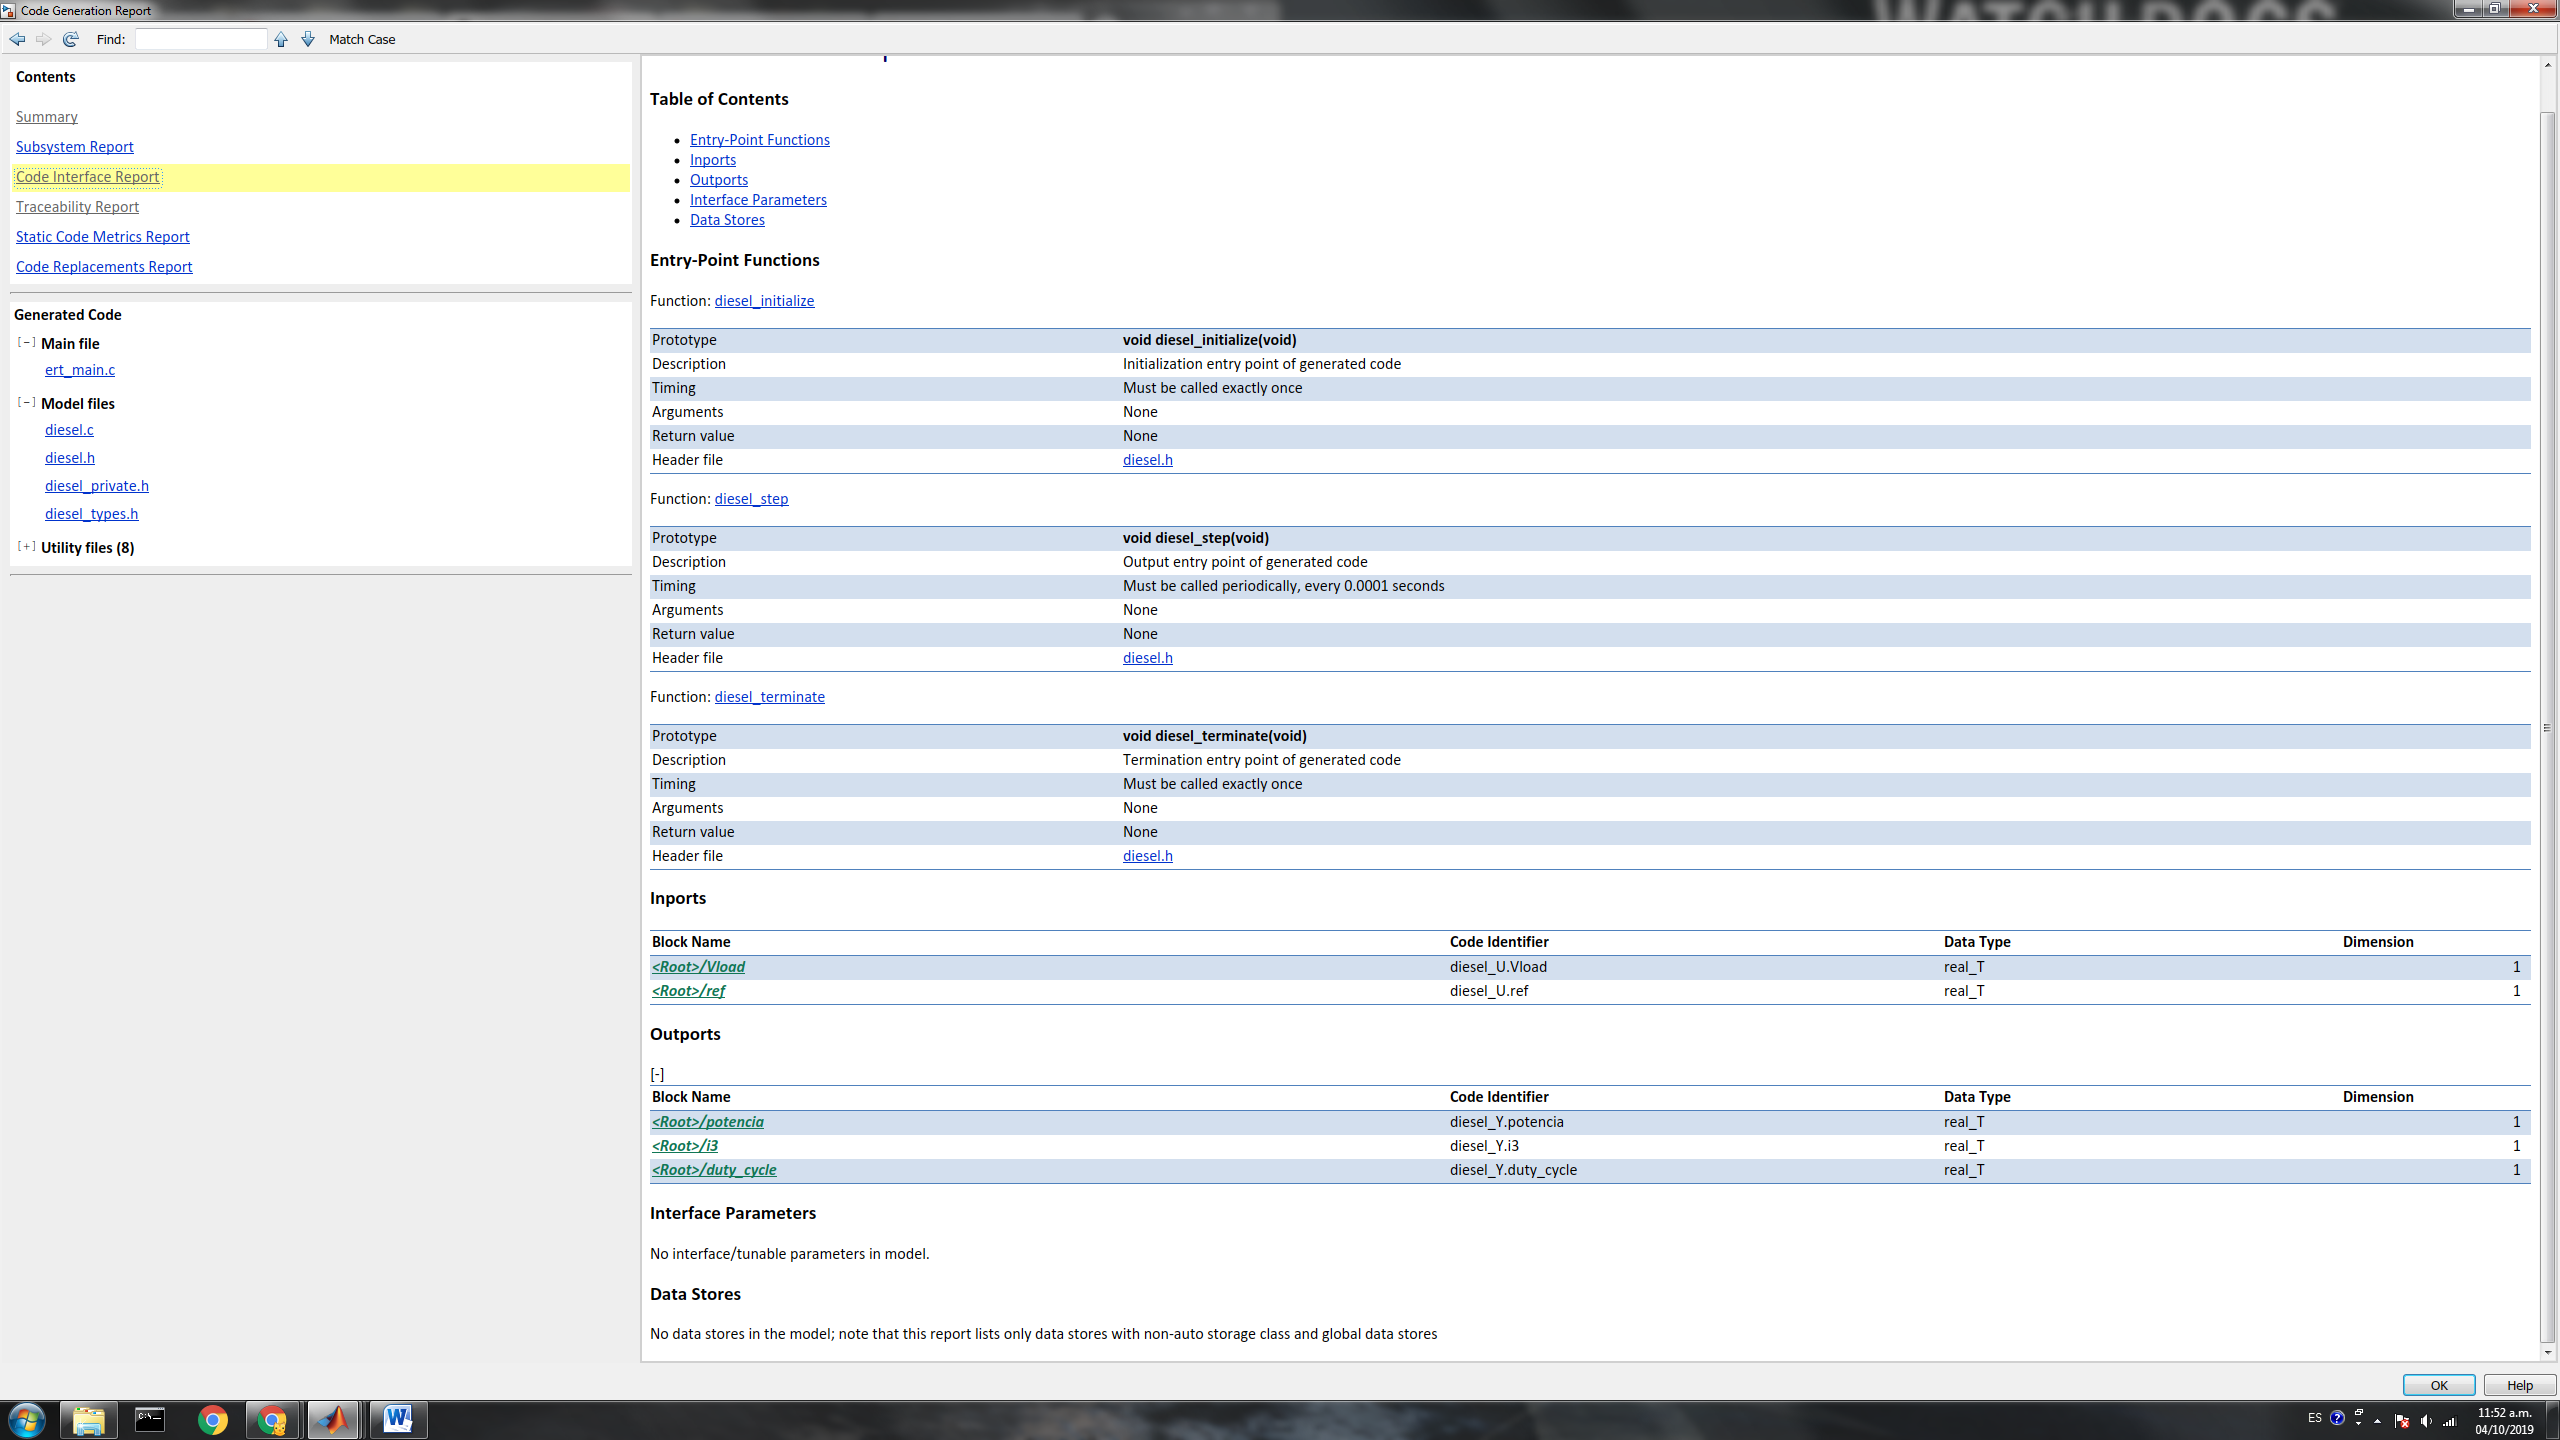 Code Generation Report
WATCH DOGS
Find:
Match Case
Contents
Summary
Subsystem Report
Code Interface Report
Traceability Report
Static Code Metrics Report
Code Replacements Report
Generated Code
[-] Main file
ert_main.c
[-] Model files
diesel.c
diesel.h
diesel_private.h
diesel_types.h
[+] Utility files (8)
Table of Contents
• Entry-Point Functions
• Inports
• Outports
• Interface Parameters
• Data Stores
Entry-Point Functions
Function: diesel_initialize
Prototype void diesel_initialize(void)
Description Initialization entry point of generated code
Timing Must be called exactly once
Arguments None
Return value None
Header file diesel.h
Function: diesel_step
Prototype void diesel_step(void)
Description Output entry point of generated code
Timing Must be called periodically, every 0.0001 seconds
Arguments None
Return value None
Header file diesel.h
Function: diesel_terminate
Prototype void diesel_terminate(void)
Description Termination entry point of generated code
Timing Must be called exactly once
Arguments None
Return value None
Header file diesel.h
Inports
Block Name Code Identifier Data Type Dimension
<Root>/Vload diesel_U.Vload real_T 1
<Root>/ref diesel_U.ref real_T 1
Outports
[-]
Block Name Code Identifier Data Type Dimension
<Root>/potencia diesel_Y.potencia real_T 1
<Root>/i3 diesel_Y.i3 real_T 1
<Root>/duty_cycle diesel_Y.duty_cycle real_T 1
Interface Parameters
No interface/tunable parameters in model.
Data Stores
No data stores in the model; note that this report lists only data stores with non-auto storage class and global data stores
OK Help
ES
11:52 a.m.
04/10/2019